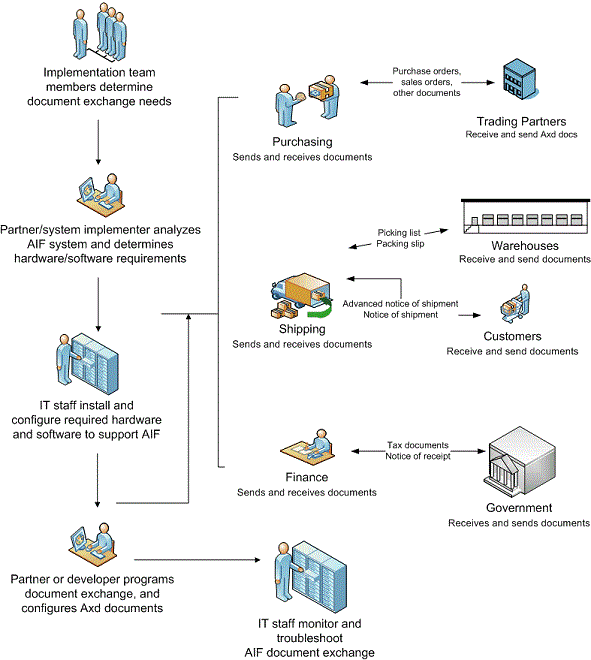 Implementation team
members determine
document exchange needs
Partner/system implementer analyzes
AIF system and determines
hardware/software requirements
IT staff install and
configure required hardware
and software to support AIF
Partner or developer programs
document exchange, and
configures Axd documents
IT staff monitor and
troubleshoot
AIF document exchange
Purchasing
Sends and receives documents
Purchase orders,
sales orders,
other documents
Trading Partners
Receive and send Axd docs
Picking list
Packing slip
Warehouses
Receive and send documents
Shipping
Sends and receives documents
Advanced notice of shipment
Notice of shipment
Customers
Receive and send documents
Finance
Sends and receives documents
Tax documents
Notice of receipt
Government
Receives and sends documents